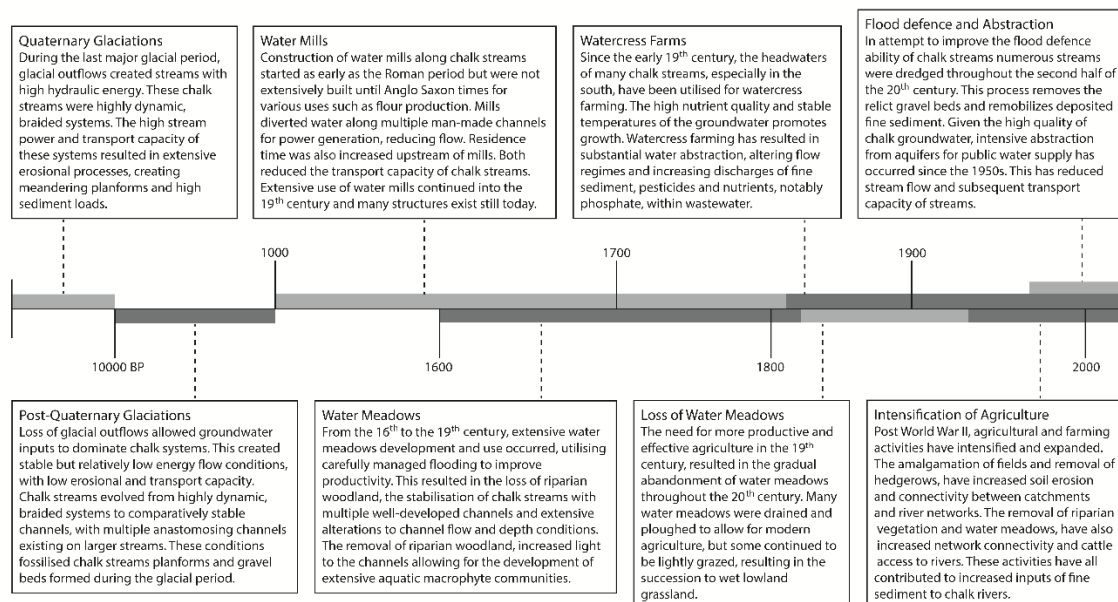 Quaternary Glaciations
During the last major glacial period,
glacial outflows created streams with
high hydraulic energy. These chalk
streams were highly dynamic,
braided systems. The high stream
power and transport capacity of
these systems resulted in extensive
erosional processes, creating
meandering planforms and high
sediment loads.
Water Mills
Construction of water mills along chalk streams
started as early as the Roman period but were not
extensively built until Anglo Saxon times for
various uses such as flour production. Mills
diverted water along multiple man-made channels
for power generation, reducing flow. Residence
time was also increased upstream of mills. Both
reduced the transport capacity of chalk streams.
Extensive use of water mills continued into the
19th century and many structures exist still today.
Watercress Farms
Since the early 19th century, the headwaters
of many chalk streams, especially in the
south, have been utilised for watercress
farming. The high nutrient quality and stable
temperatures of the groundwater promotes
growth. Watercress farming has resulted in
substantial water abstraction, altering flow
regimes and increasing discharges of fine
sediment, pesticides and nutrients, notably
phosphate, within wastewater.
Flood defence and Abstraction
In attempt to improve the flood defence
ability of chalk streams numerous streams
were dredged throughout the second half of
the 20th century. This process removes the
relict gravel beds and remobilizes deposited
fine sediment. Given the high quality of
chalk groundwater, intensive abstraction
from aquifers for public water supply has
occurred since the 1950s. This has reduced
stream flow and subsequent transport
capacity of streams.
1000
1700
1900
10000 BP
1600
1800
2000
Post-Quaternary Glaciations
Loss of glacial outflows allowed groundwater
inputs to dominate chalk systems. This created
stable but relatively low energy flow conditions,
with low erosional and transport capacity.
Chalk streams evolved from highly dynamic,
braided systems to comparatively stable
channels, with multiple anastomosing channels
existing on larger streams. These conditions
fossilised chalk streams planforms and gravel
beds formed during the glacial period.
Water Meadows
From the 16th to the 19th century, extensive water
meadows development and use occurred, utilising
carefully managed flooding to improve
productivity. This resulted in the loss of riparian
woodland, the stabilisation of chalk streams with
multiple well-developed channels and extensive
alterations to channel flow and depth conditions.
The removal of riparian woodland, increased light
to the channels allowing for the development of
extensive aquatic macrophyte communities.
Loss of Water Meadows
The need for more productive and
effective agriculture in the 19th
century, resulted in the gradual
abandonment of water meadows
throughout the 20th century. Many
water meadows were drained and
ploughed to allow for modern
agriculture, but some continued to
be lightly grazed, resulting in the
succession to wet lowland
grassland.
Intensification of Agriculture
Post World War II, agricultural and farming
activities have intensified and expanded.
The amalgamation of fields and removal of
hedgerows, have increased soil erosion
and connectivity between catchments
and river networks. The removal of riparian
vegetation and water meadows, have also
increased network connectivity and cattle
access to rivers. These activities have all
contributed to increased inputs of fine
sediment to chalk rivers.